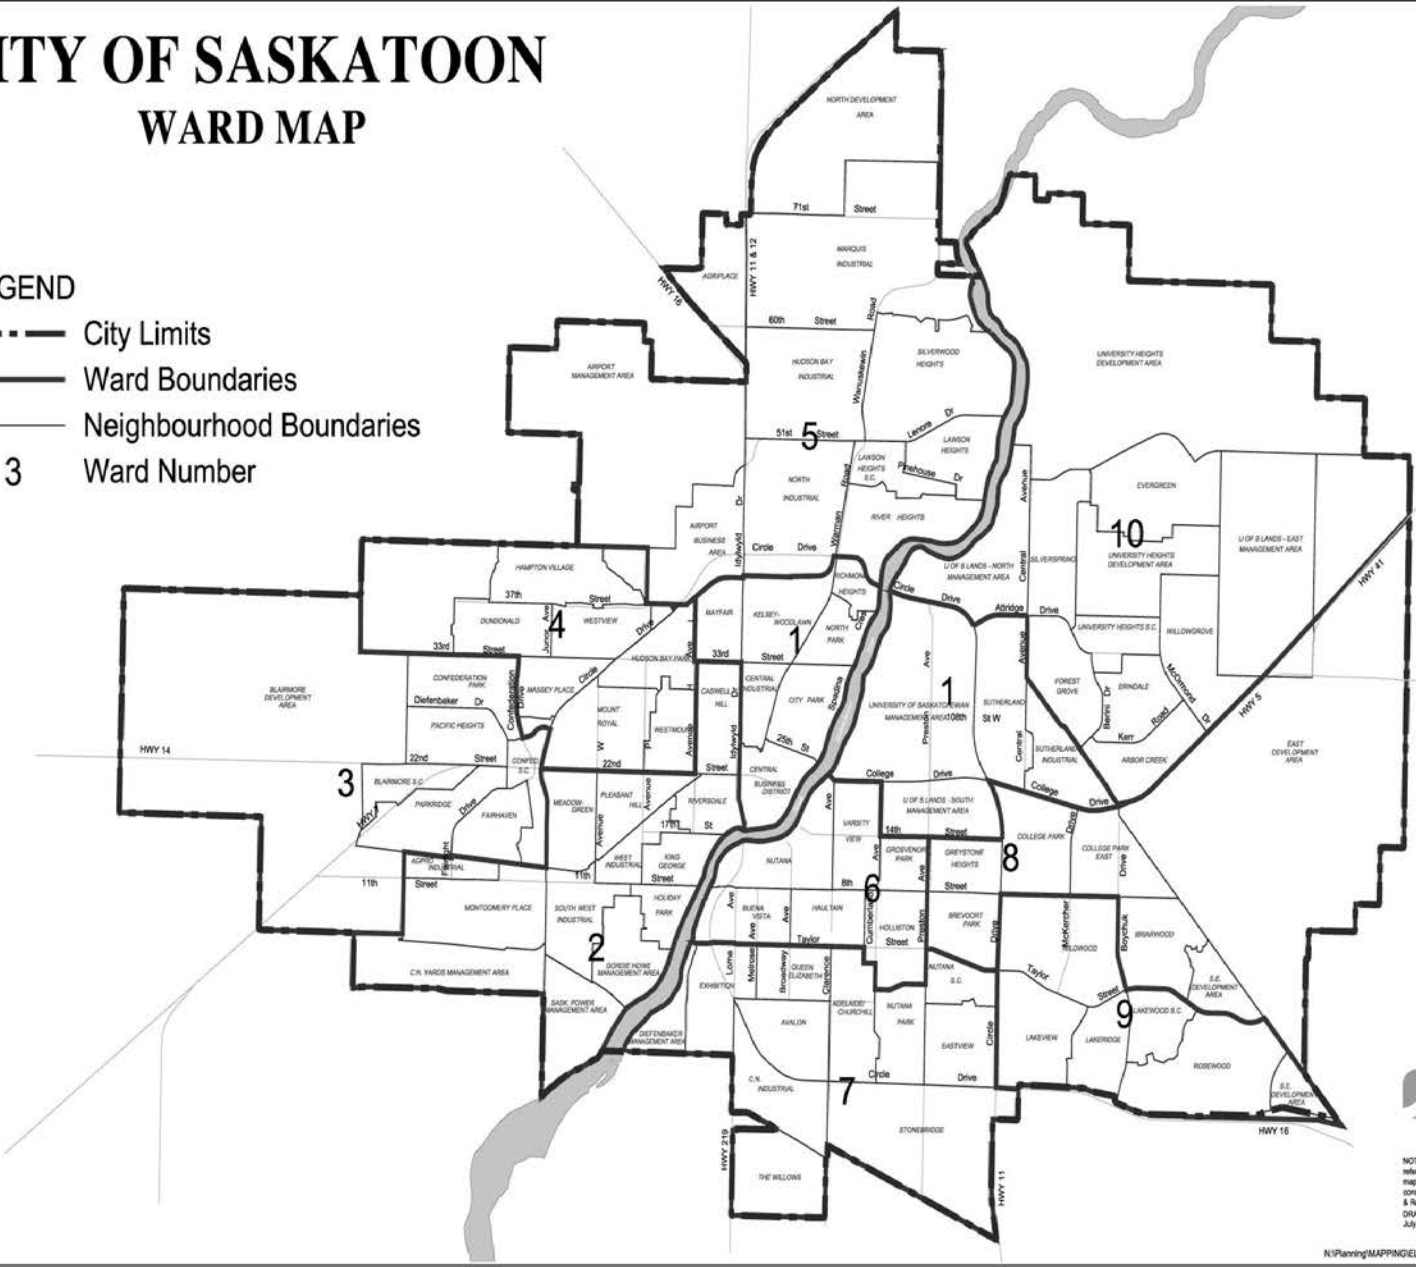 ITY OF SASKATOON
WARD MAP
GEND
City Limits
Ward Boundaries
Neighbourhood Boundaries
3 Ward Number
NORTH DEVELOPMENT
AREA
71st Street
HWY 11 & 12
MARQUIS
INDUSTRIAL
AGRIPLACE
HWY 16
60th Street
Road
Wanuskewin
SILVERWOOD
HEIGHTS
HUDSON BAY
INDUSTRIAL
AIRPORT
MANAGEMENT AREA
UNIVERSITY HEIGHTS
DEVELOPMENT AREA
51st Street
5
Lenore Dr
LAWSON
HEIGHTS
LAWSON
HEIGHTS
S.C.
Pinehouse Dr
NORTH
INDUSTRIAL
Road
Warman
RIVER HEIGHTS
AIRPORT
BUSINESS
AREA
Idylwyld Dr
Circle Drive
EVERGREEN
10
UNIVERSITY HEIGHTS
DEVELOPMENT AREA
U OF S LANDS - EAST
MANAGEMENT AREA
Central Avenue
SILVERSPRING
U OF S LANDS - NORTH
MANAGEMENT AREA
HWY 41
HAMPTON VILLAGE
37th Street
DUNDONALD
Junor Ave
4
WESTVIEW
Drive
33rd Street
HUDSON BAY PARK
Ave
MAYFAIR
KELSEY-
WOODLAWN
1
RICHMOND
HEIGHTS
NORTH
PARK
Cres
Circle Drive
Attridge Drive
Avenue
UNIVERSITY HEIGHTS S.C.
WILLOWGROVE
33rd Street
BLAIRMORE
DEVELOPMENT
AREA
CONFEDERATION
PARK
Diefenbaker Dr
PACIFIC HEIGHTS
Confederation Drive
MASSEY PLACE
Circle
MOUNT
ROYAL
WESTMOUNT
Avenue
CASWELL
HILL
Idylwyld Dr
CENTRAL
INDUSTRIAL
CITY PARK
Spadina
25th St
UNIVERSITY OF SASKATCHEWAN
MANAGEMENT AREA
Preston Ave
1
108th St W
SUTHERLAND
Central
SUTHERLAND
INDUSTRIAL
FOREST
GROVE
Berini Dr
ERINDALE
McOrmond Dr
Kerr Road
ARBOR CREEK
HWY 5
EAST
DEVELOPMENT
AREA
HWY 14
22nd Street
CONFED
S.C.
W
P
22nd Street
3
BLAIRMORE S.C.
HWY 7
PARKRIDGE
Drive
FAIRHAVEN
MEADOW-
GREEN
PLEASANT
HILL
Avenue
Avenue
RIVERSDALE
17th St
CENTRAL
BUSINESS
DISTRICT
College Drive
College Drive
U OF S LANDS - SOUTH
MANAGEMENT AREA
Ave
VARSITY
VIEW
14th Street
COLLEGE PARK
Drive
COLLEGE PARK
EAST
Drive
AGPRO
INDUSTRIAL
Fairlight
11th Street
11th Street
WEST
INDUSTRIAL
KING
GEORGE
NUTANA
GROSVENOR
PARK
GREYSTONE
HEIGHTS
8
8th Street
6
Ave
Ave
MONTGOMERY PLACE
SOUTH WEST
INDUSTRIAL
HOLIDAY
PARK
2
GORDIE HOWE
MANAGEMENT AREA
BUENA
VISTA
HAULTAIN
HOLLISTON
Cumberland
Preston
BREVOORT
PARK
Drive
McKercher
WILDWOOD
Boychuk
BRIARWOOD
Taylor Street
Lorne Ave
Melrose Ave
Broadway Ave
Clarence
QUEEN
ELIZABETH
NUTANA
S.C.
Taylor Street
C.N. YARDS MANAGEMENT AREA
SASK. POWER
MANAGEMENT AREA
EXHIBITION
AVALON
ADELAIDE/
CHURCHILL
NUTANA
PARK
EASTVIEW
Circle
LAKEVIEW
LAKERIDGE
9
LAKEWOOD S.C.
S.E.
DEVELOPMENT
AREA
ROSEWOOD
S.E.
DEVELOPMENT
AREA
DIEFENBAKER
MANAGEMENT AREA
C.N.
INDUSTRIAL
Circle Drive
7
STONEBRIDGE
THE WILLOWS
HWY 219
HWY 11
HWY 16
N:\Planning\MAPPING\EL